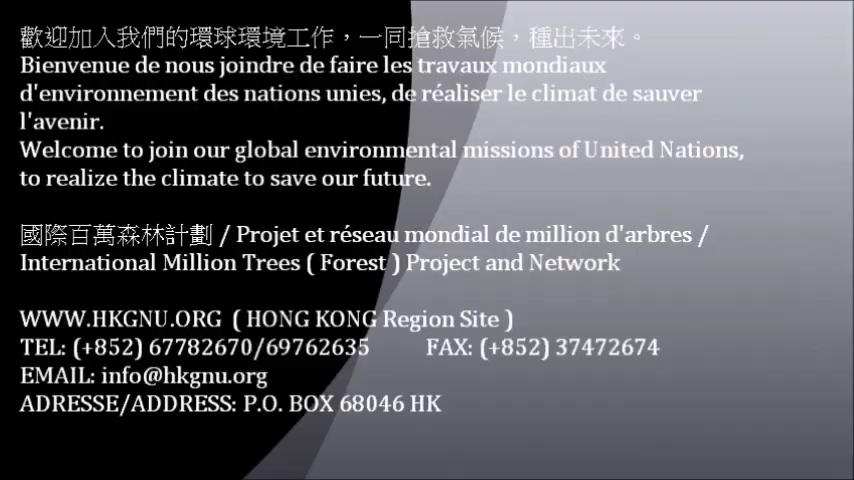 歡迎加入我們的環球環境工作，一同搶救氣候，種出未來。
Bienvenue de nous joindre de faire les travaux mondiaux
d'environnement des nations unies, de réaliser le climat de sauver
l'avenir.
Welcome to join our global environmental missions of United Nations,
to realize the climate to save our future.
國際百萬森林計劃 / Projet et réseau mondial de million d'arbres /
International Million Trees ( Forest ) Project and Network
WWW.HKGNU.ORG ( HONG KONG Region Site )
TEL: (+852) 67782670/69762635 FAX: (+852) 37472674
EMAIL: info@hkgnu.org
ADRESSE/ADDRESS: P.O. BOX 68046 HK